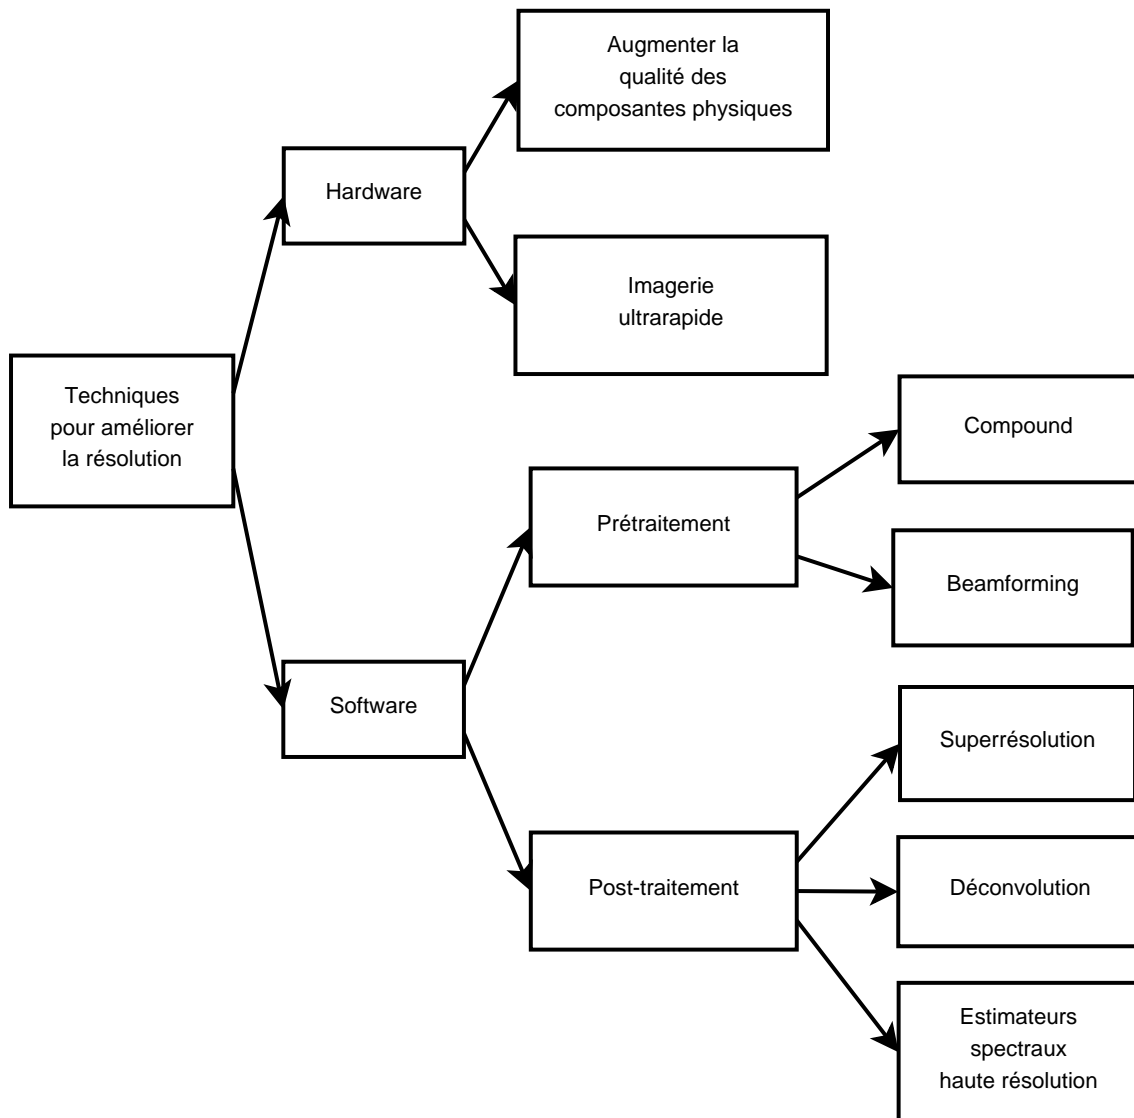 Augmenter la
qualité des
composantes physiques
Hardware
Imagerie
ultrarapide
Techniques
pour améliorer
la résolution
Compound
Prétraitement
Beamforming
Software
Superrésolution
Post-traitement
Déconvolution
Estimateurs
spectraux
haute résolution